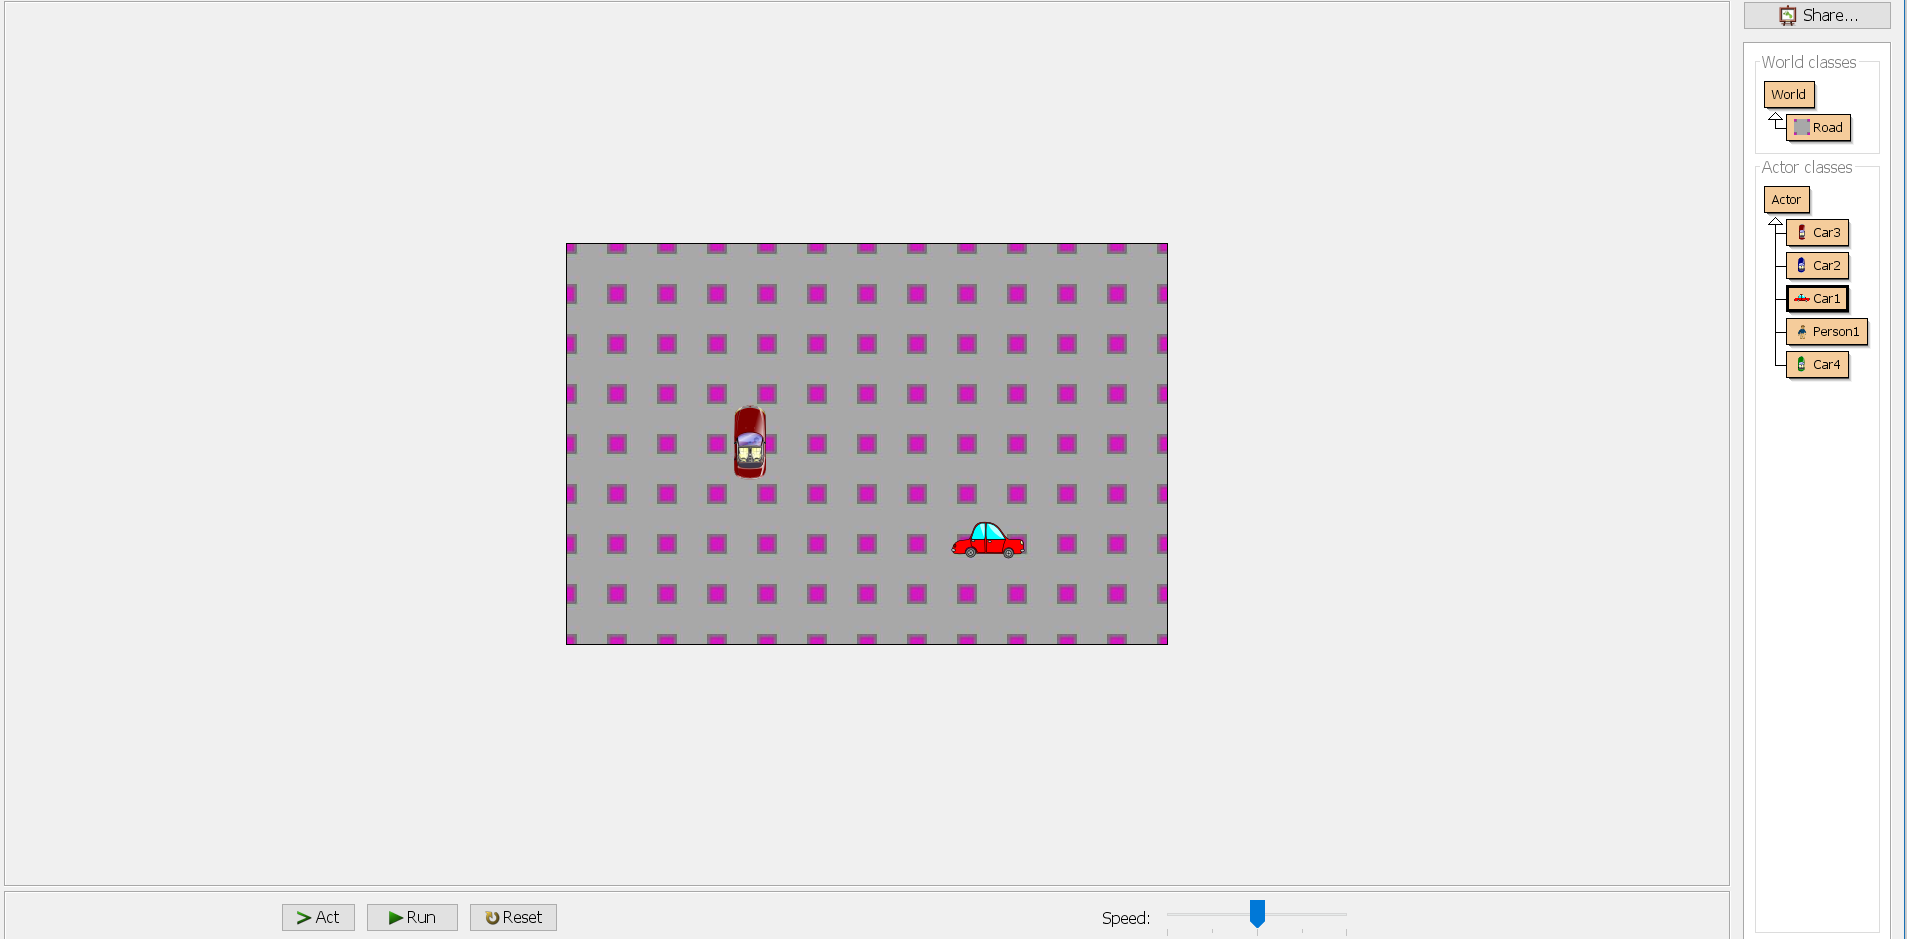 Share...
World classes
World
Road
Actor classes
Actor
Car3
Car2
Car1
Person1
Car4
Act
Run
Reset
Speed: